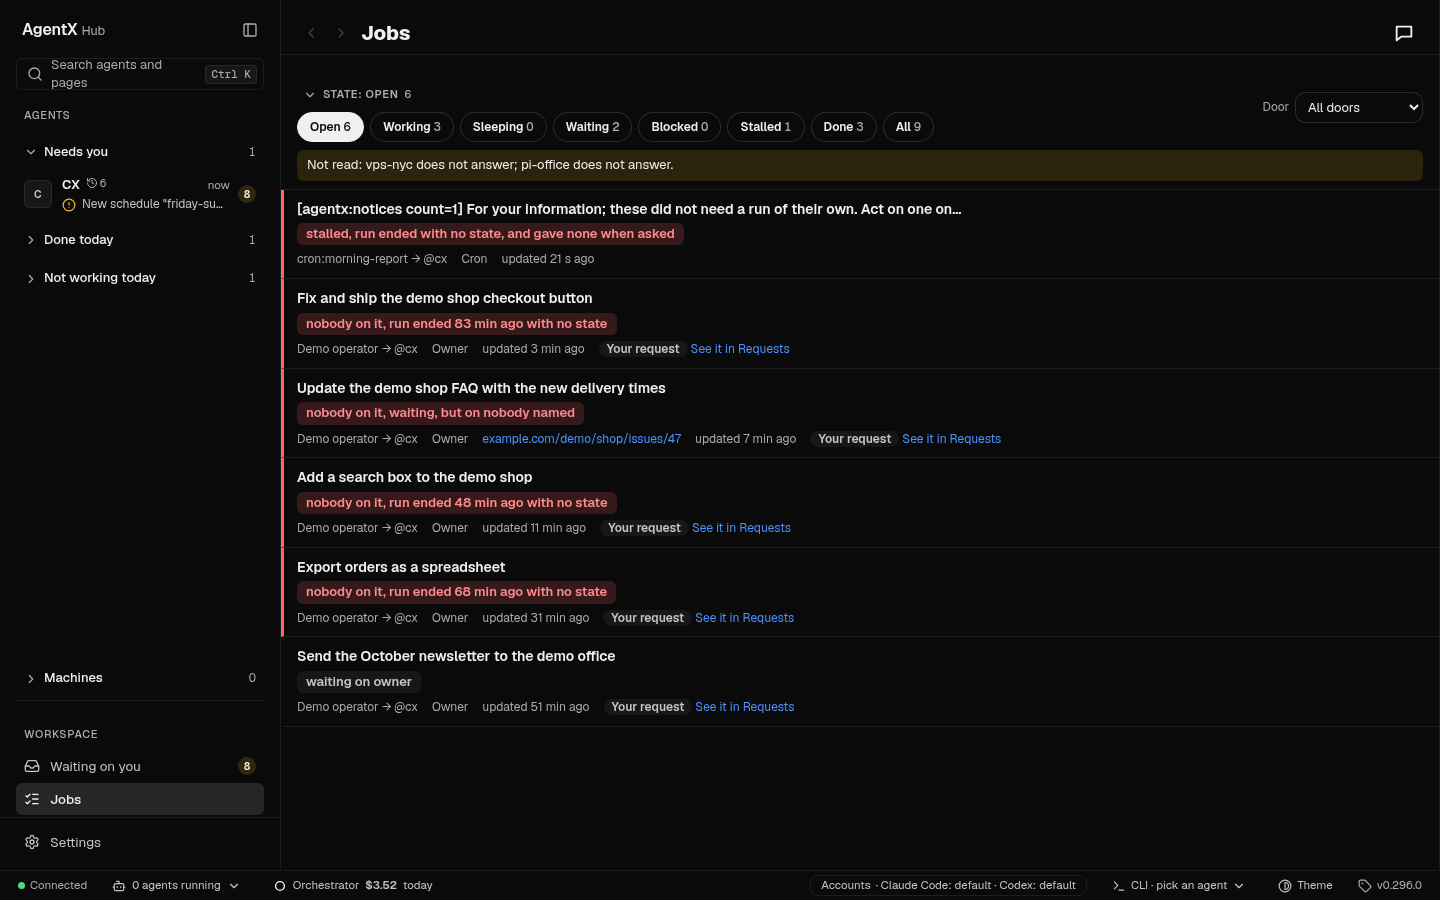 AgentX Hub
Search agents and pages
Ctrl K
AGENTS
Needs you 1
C
CX 6 now
New schedule "friday-su… 8
Done today 1
Not working today 1
Machines 0
WORKSPACE
Waiting on you 8
Jobs
Settings
Jobs
STATE: OPEN 6
Open 6 Working 3 Sleeping 0 Waiting 2 Blocked 0 Stalled 1 Done 3 All 9
Door All doors
Not read: vps-nyc does not answer; pi-office does not answer.
[agentx:notices count=1] For your information; these did not need a run of their own. Act on one on…
stalled, run ended with no state, and gave none when asked
cron:morning-report → @cx Cron updated 21 s ago
Fix and ship the demo shop checkout button
nobody on it, run ended 83 min ago with no state
Demo operator → @cx Owner updated 3 min ago Your request See it in Requests
Update the demo shop FAQ with the new delivery times
nobody on it, waiting, but on nobody named
Demo operator → @cx Owner example.com/demo/shop/issues/47 updated 7 min ago Your request See it in Requests
Add a search box to the demo shop
nobody on it, run ended 48 min ago with no state
Demo operator → @cx Owner updated 11 min ago Your request See it in Requests
Export orders as a spreadsheet
nobody on it, run ended 68 min ago with no state
Demo operator → @cx Owner updated 31 min ago Your request See it in Requests
Send the October newsletter to the demo office
waiting on owner
Demo operator → @cx Owner updated 51 min ago Your request See it in Requests
Connected 0 agents running Orchestrator $3.52 today Accounts · Claude Code: default · Codex: default CLI · pick an agent Theme v0.296.0